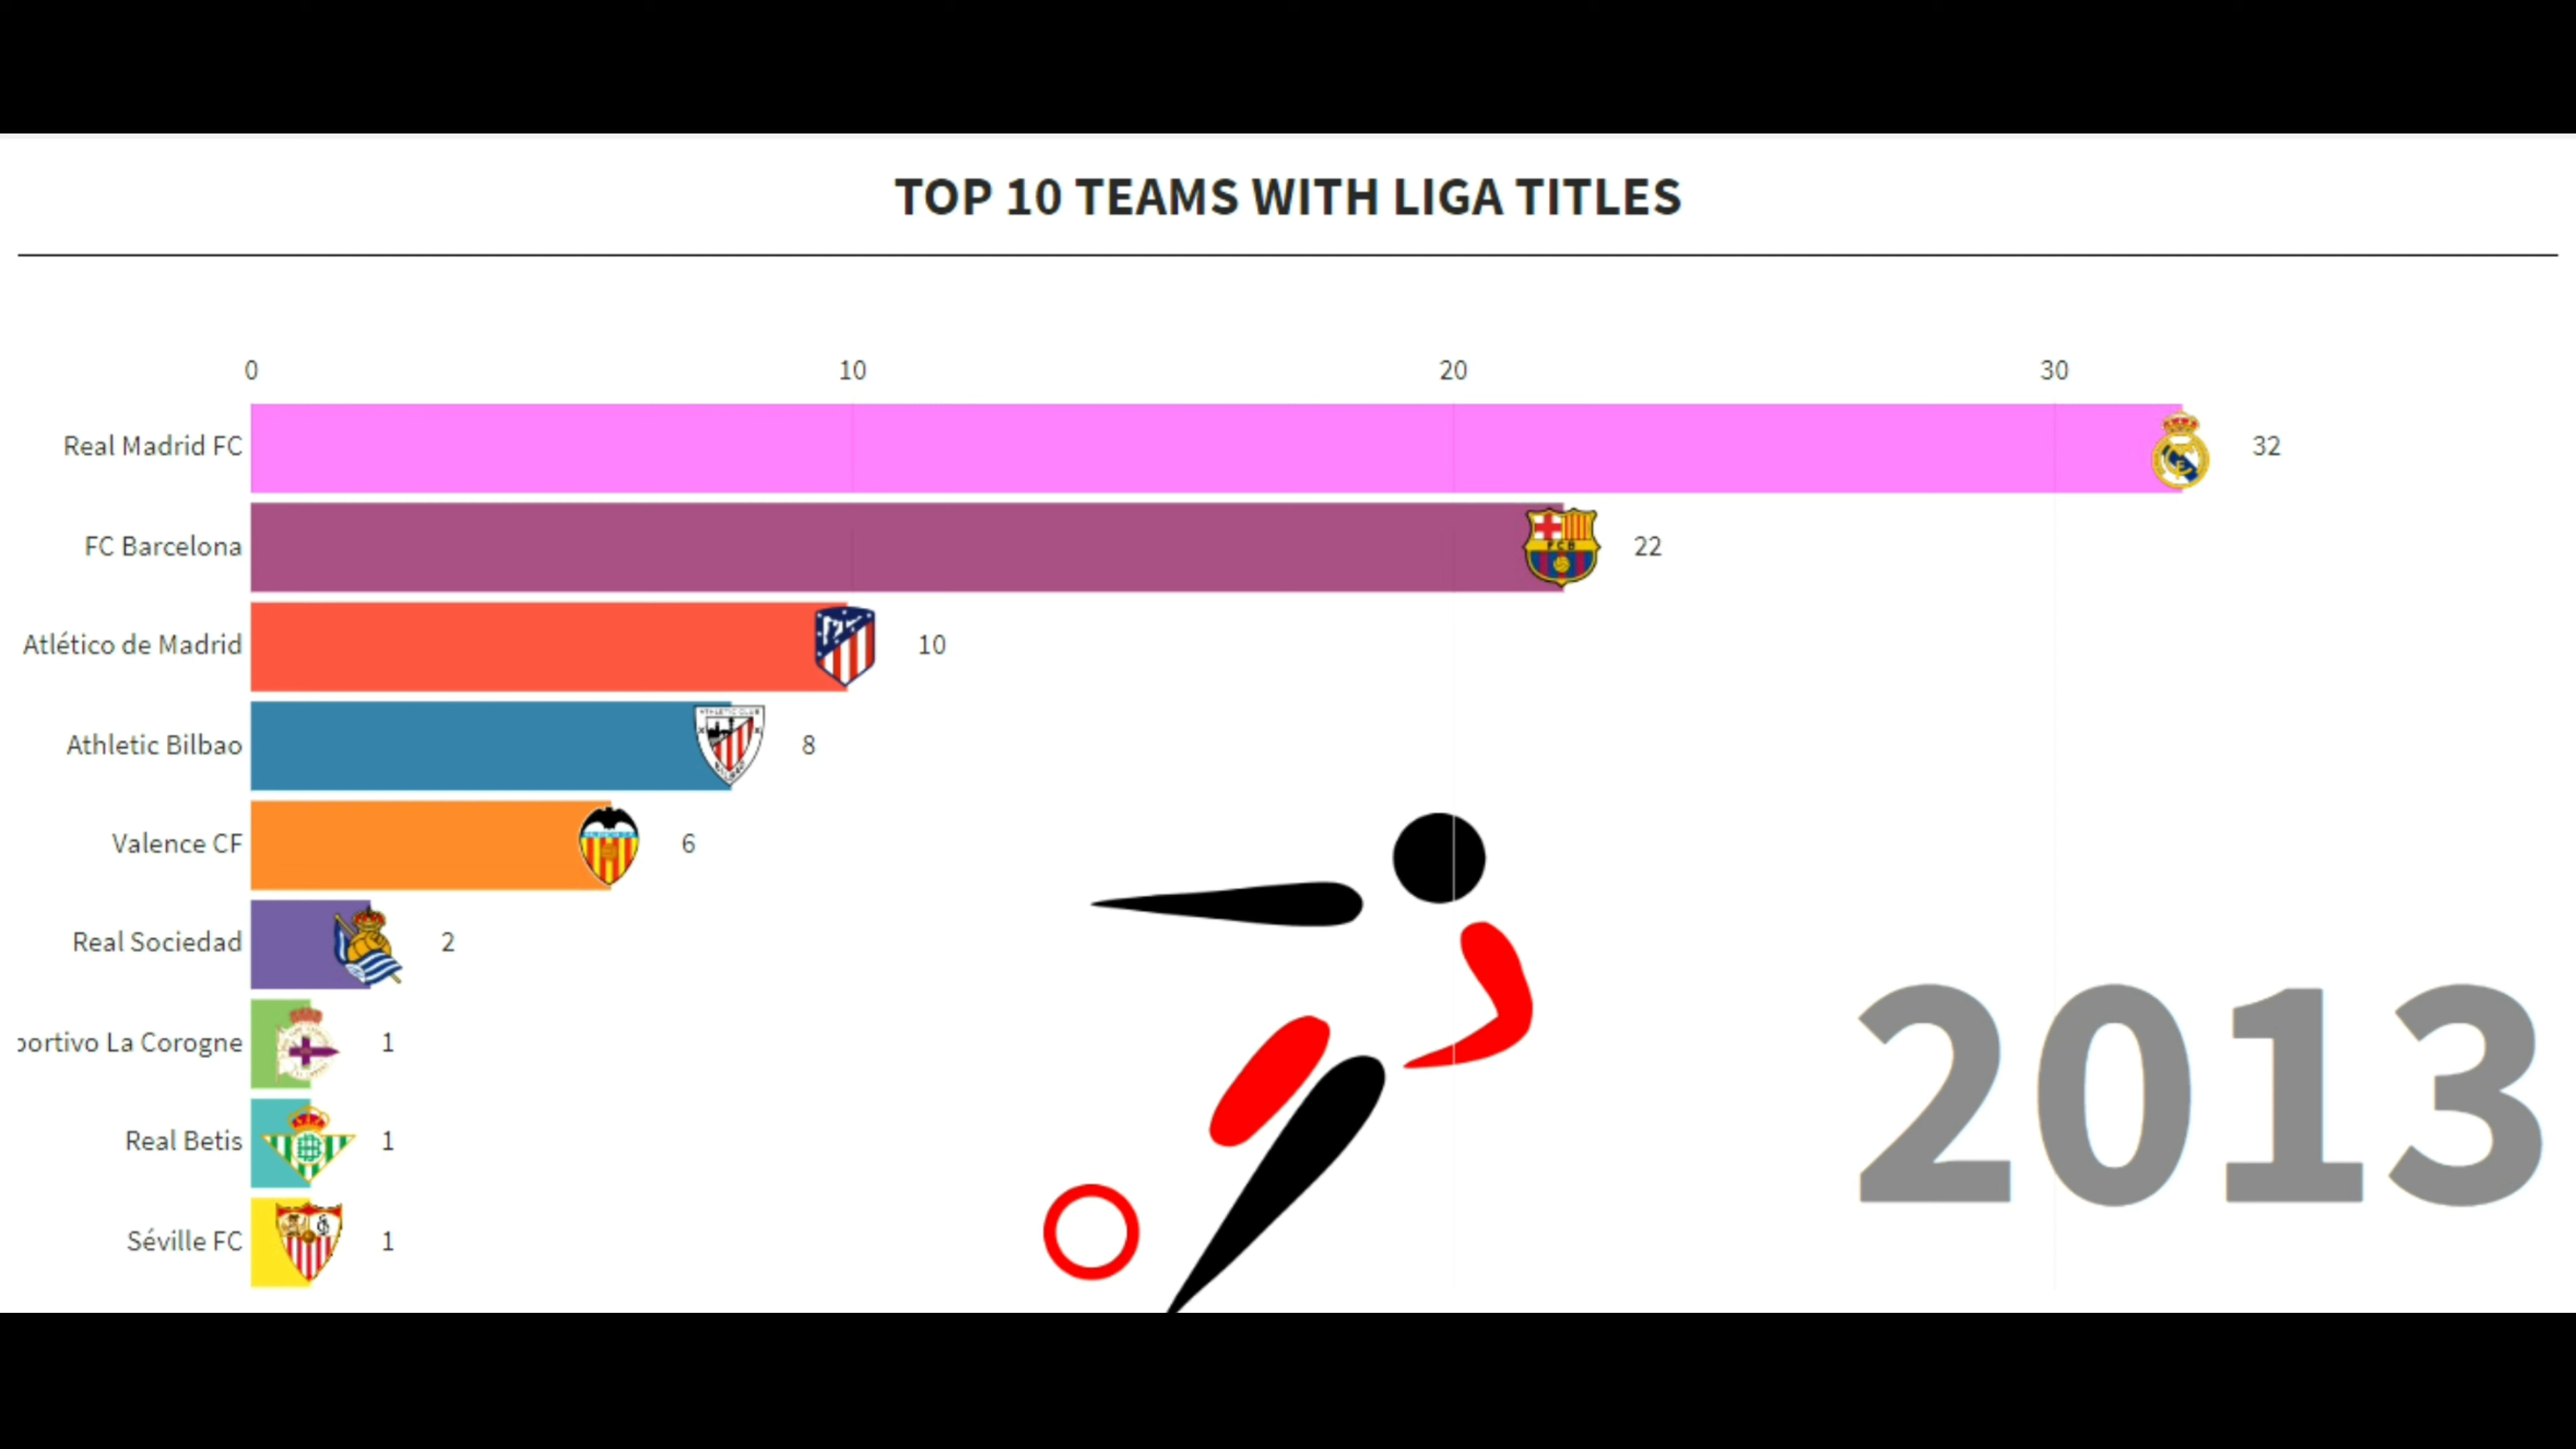 TOP 10 TEAMS WITH LIGA TITLES
0 10 20 30
Real Madrid FC 32
FC Barcelona 22
FCB
Atlético de Madrid 10
Athletic Bilbao 8
Valence CF 6
Real Sociedad 2
portivo La Corogne 1
Real Betis 1
Séville FC 1
2013